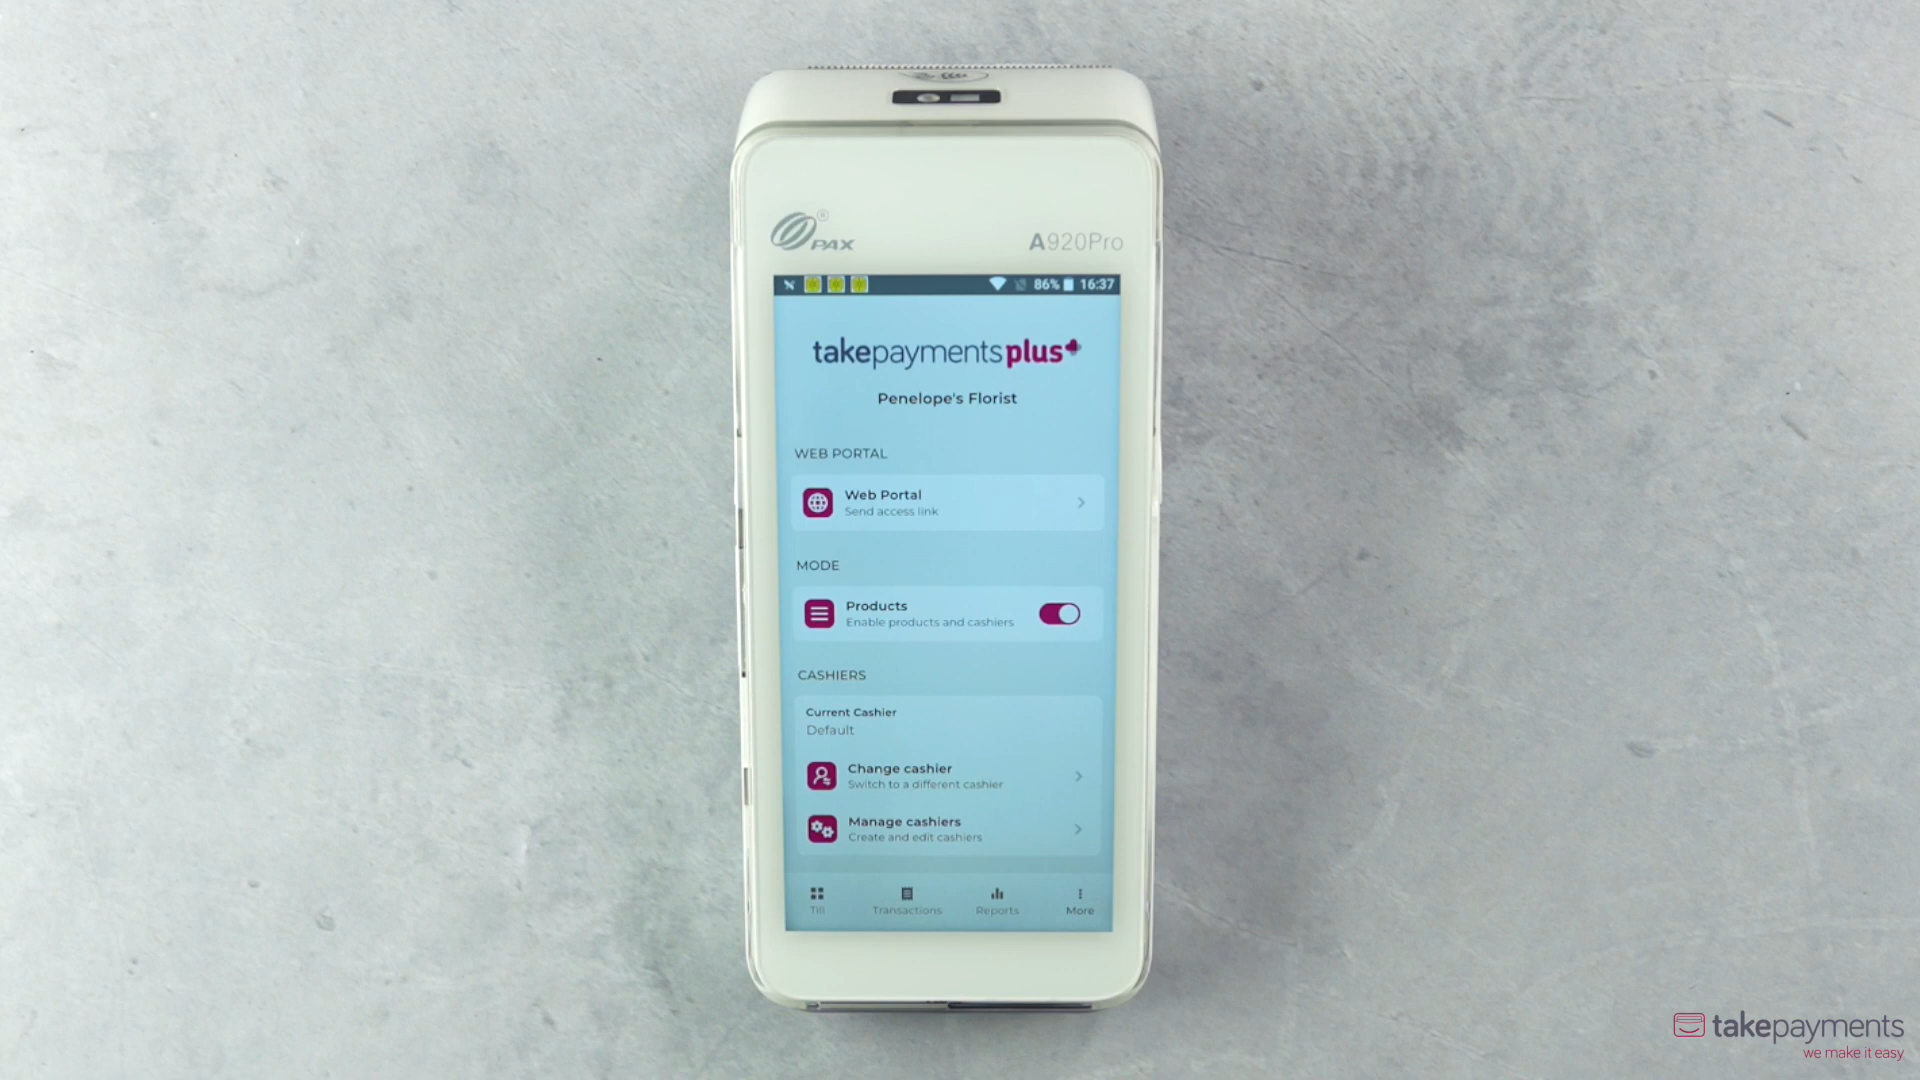 PAX®
A920Pro
86% 16:37
takepaymentsplus
Penelope's Florist
WEB PORTAL
Web Portal
Send access link
MODE
Products
Enable products and cashiers
CASHIERS
Current Cashier
Default
Change cashier
Switch to a different cashier
Manage cashiers
Create and edit cashiers
Till Transactions Reports More
takepayments
we make it easy